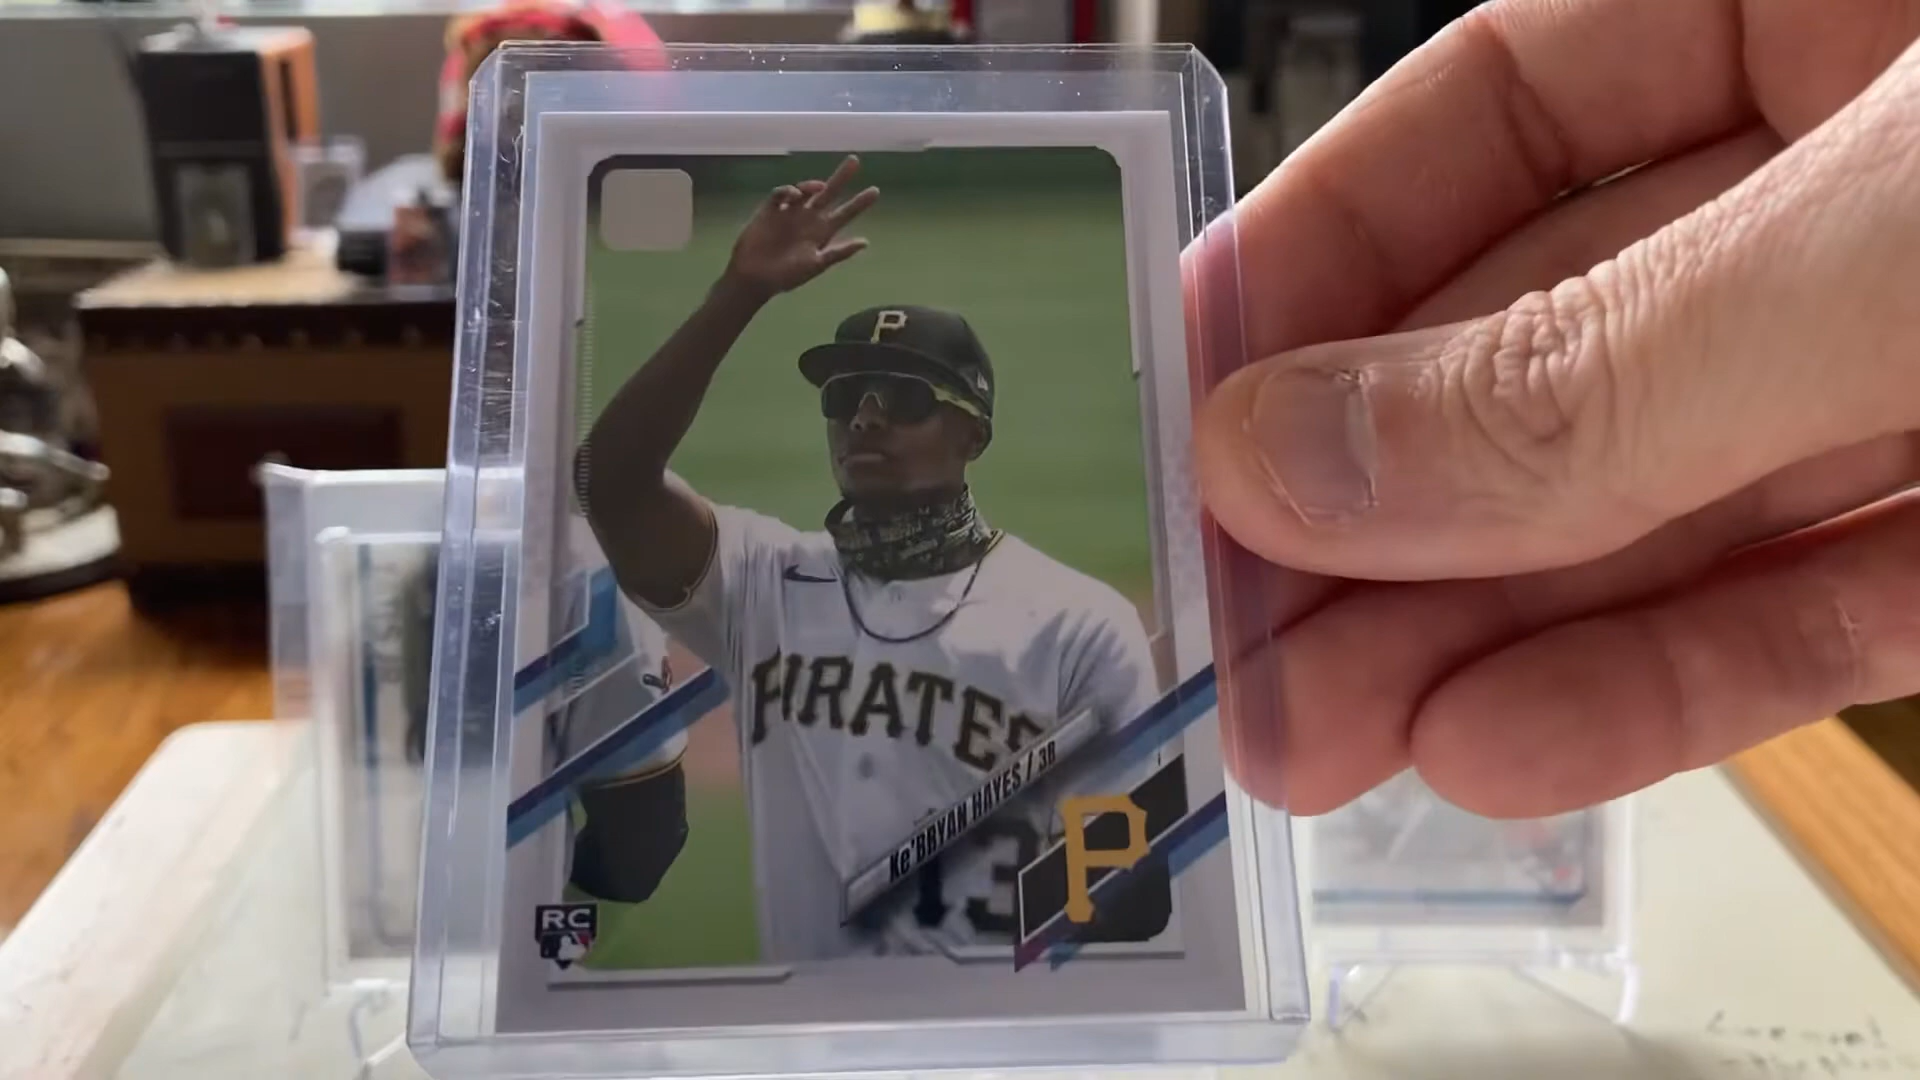 P
PIRATES
Ke'BRYAN HAYES / 3B
13
P
RC